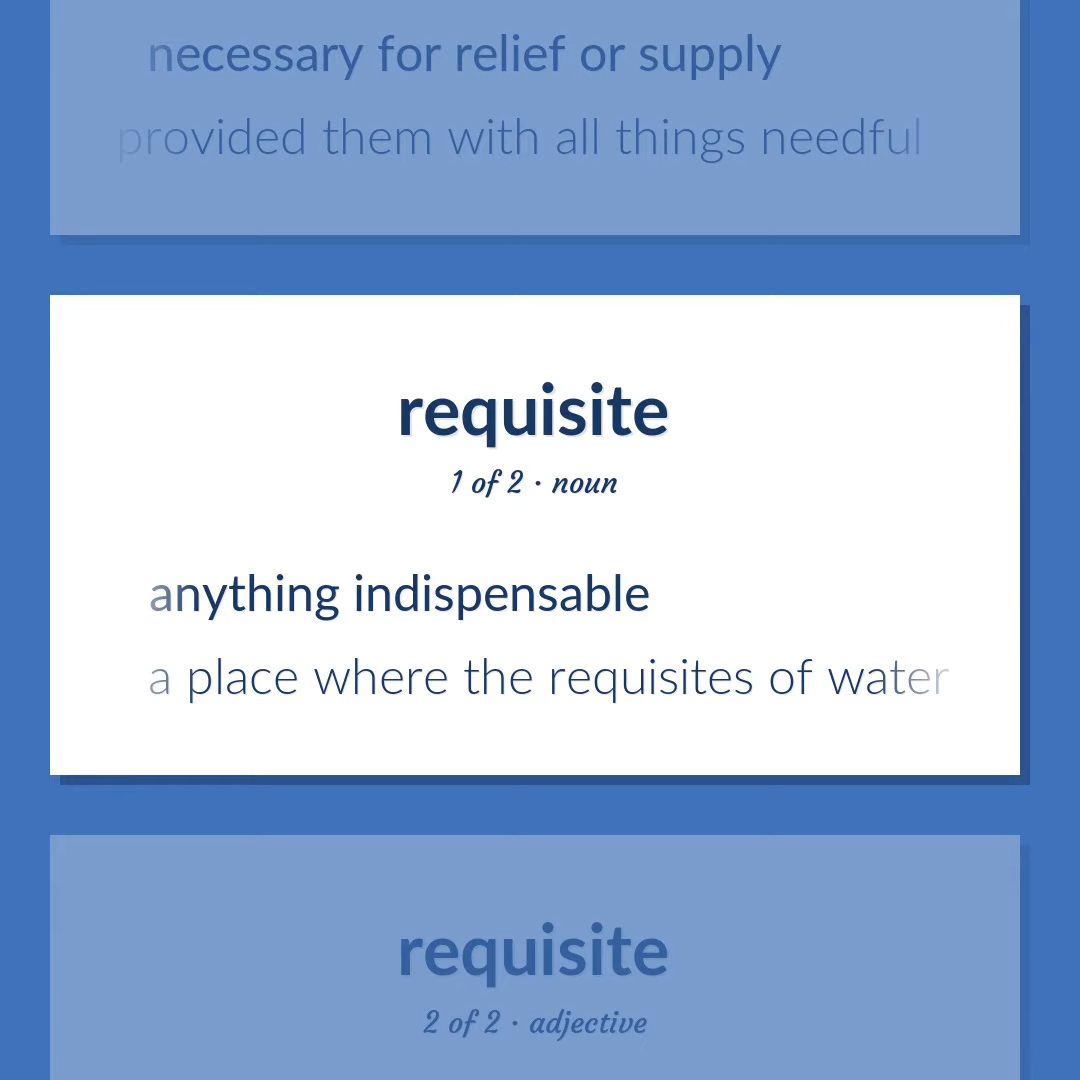 necessary for relief or supply
provided them with all things needful
requisite
1 of 2 · noun
anything indispensable
a place where the requisites of water
requisite
2 of 2 · adjective